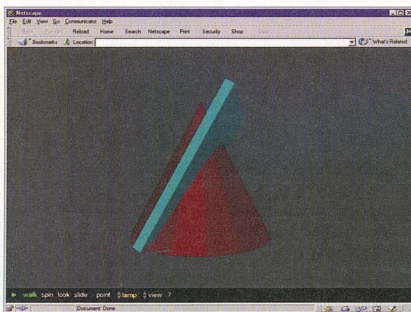 Netscape
File Edit View Go Communicator Help
Reload Home Search Netscape Print Security Shop
Bookmarks Location What's Related
walk spin look slide point lamp view ?
Document Done